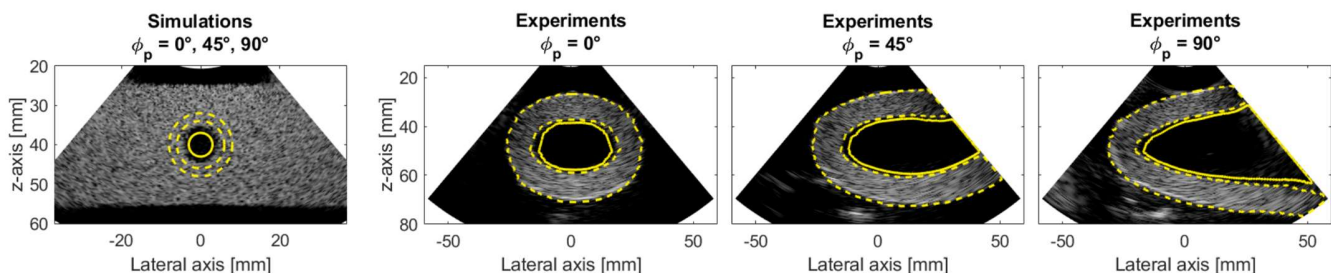 Simulations
ϕp = 0°, 45°, 90°
20
30
40
50
60
z-axis [mm]
-20
0
20
Lateral axis [mm]
Experiments
ϕp = 0°
20
40
60
80
z-axis [mm]
-50
0
50
Lateral axis [mm]
Experiments
ϕp = 45°
-50
0
50
Lateral axis [mm]
Experiments
ϕp = 90°
-50
0
50
Lateral axis [mm]